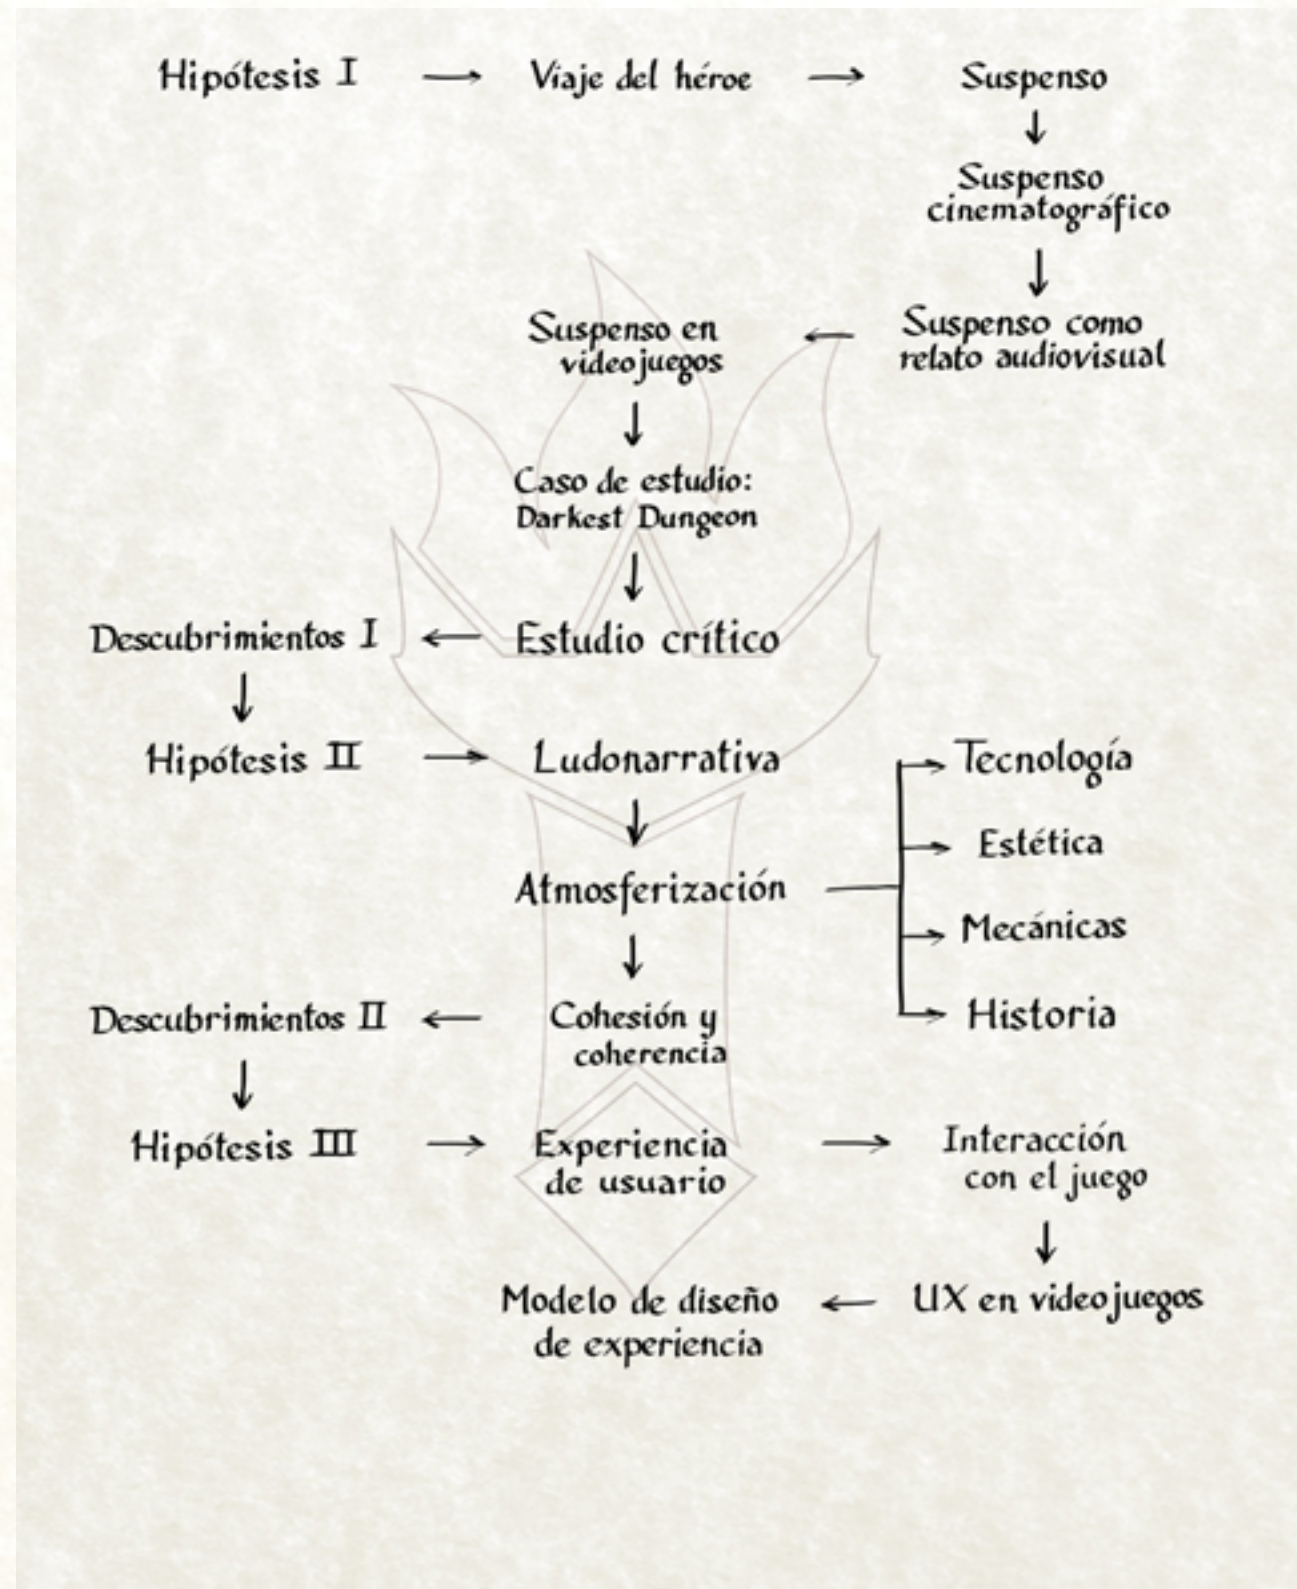 Hipótesis I → Viaje del héroe → Suspenso
↓
Suspenso
cinematográfico
↓
Suspenso como
relato audiovisual
←
Suspenso en
videojuegos
↓
Caso de estudio:
Darkest Dungeon
↓
Estudio crítico
←
Descubrimientos I
↓
Hipótesis II → Ludonarrativa
↓
Atmosferización
→ Tecnología
→ Estética
→ Mecánicas
→ Historia
↓
Cohesión y
coherencia
←
Descubrimientos II
↓
Hipótesis III →
Experiencia
de usuario
→
Interacción
con el juego
↓
UX en videojuegos
←
Modelo de diseño
de experiencia